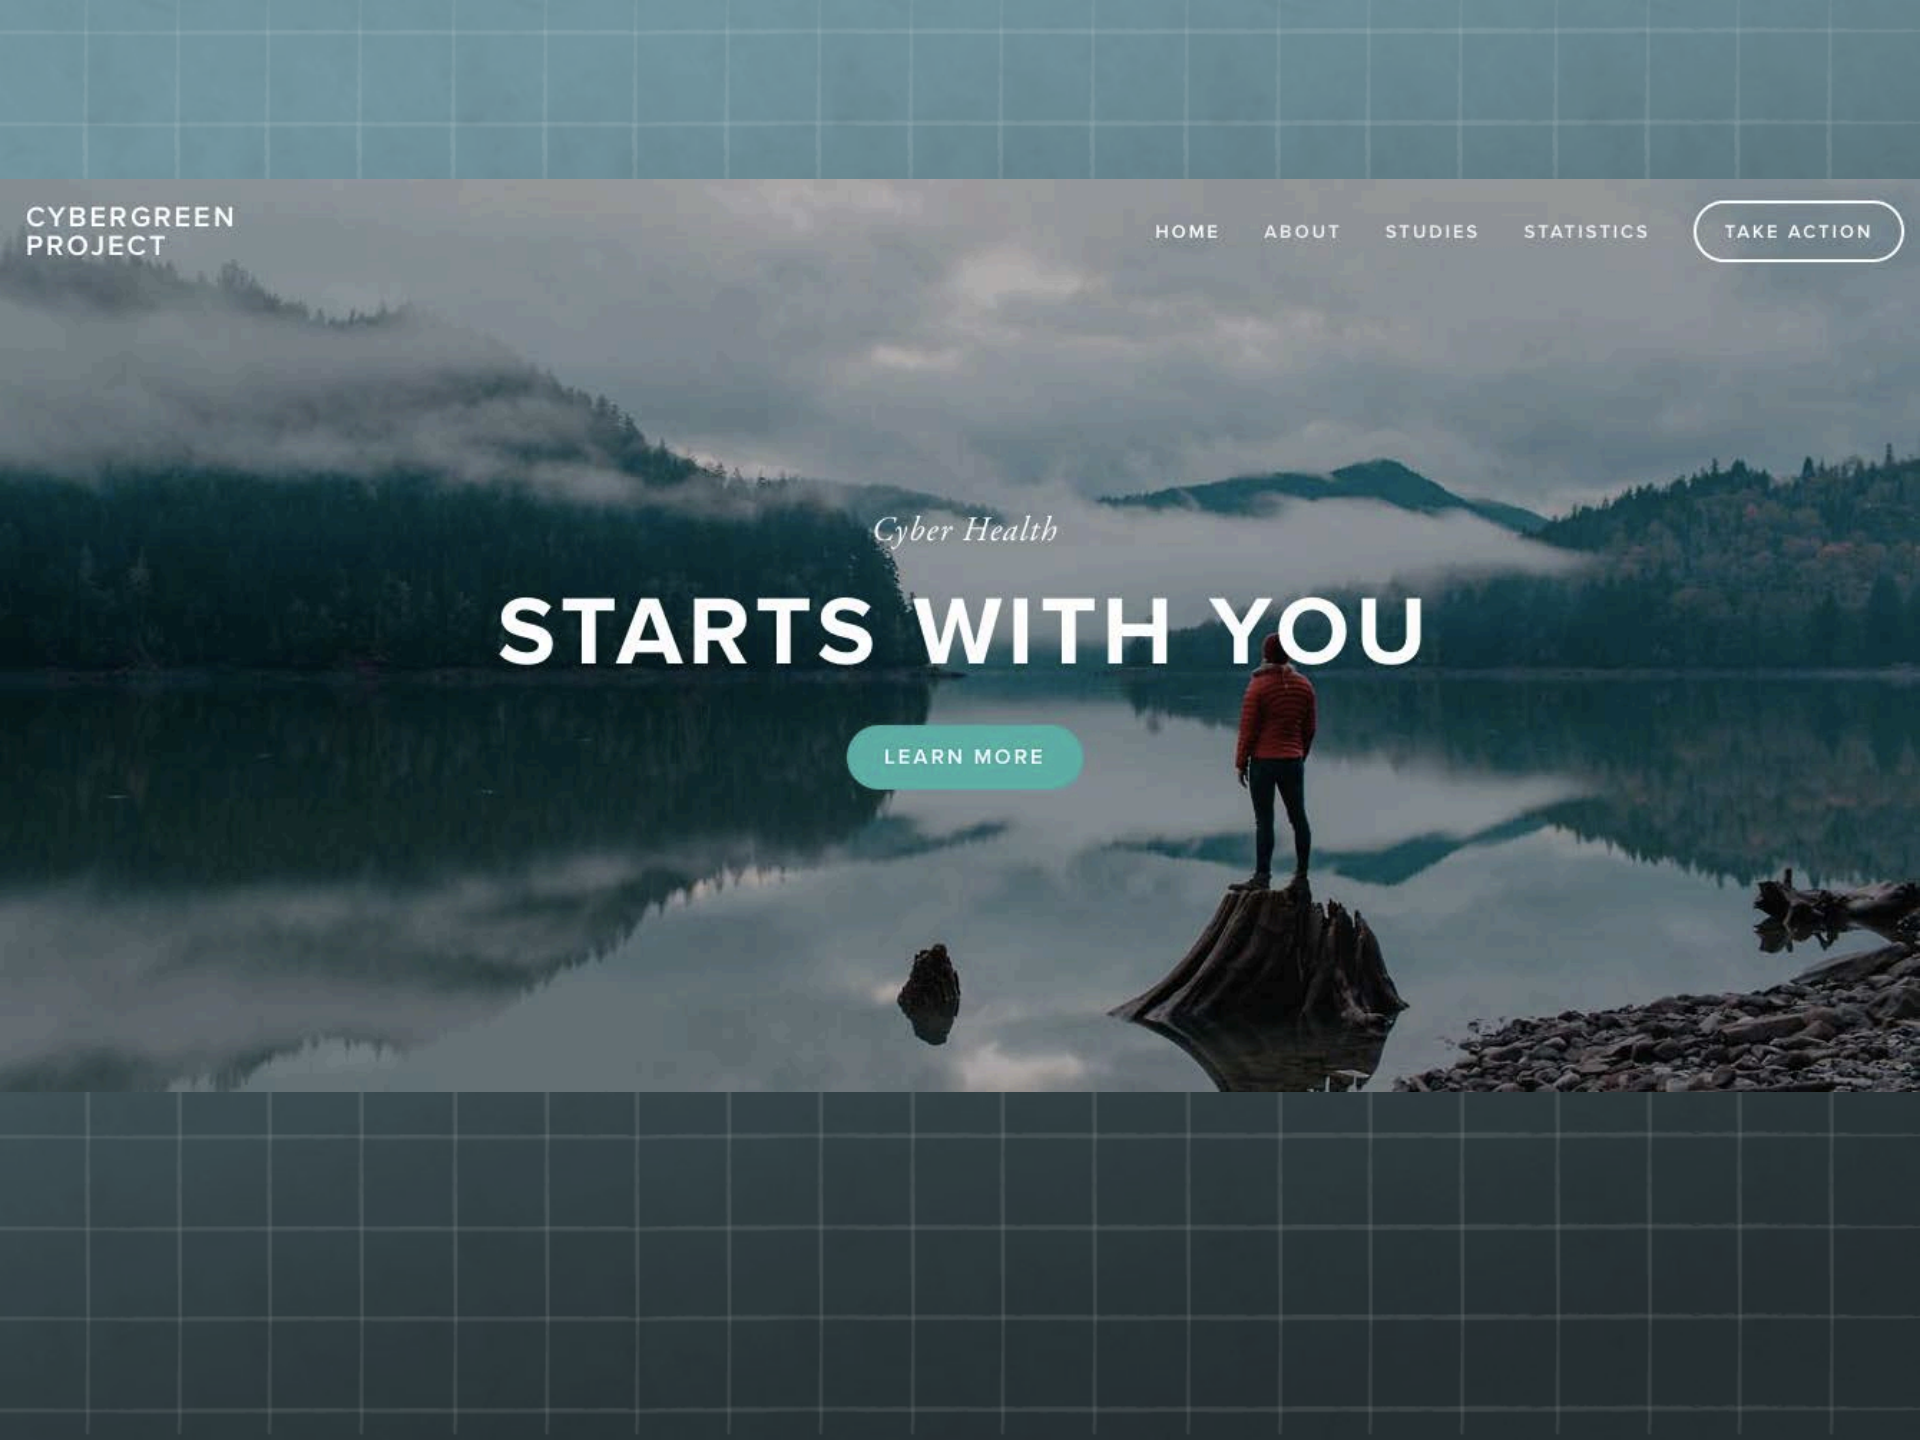 CYBERGREEN
PROJECT
HOME ABOUT STUDIES STATISTICS TAKE ACTION
Cyber Health
STARTS WITH YOU
LEARN MORE